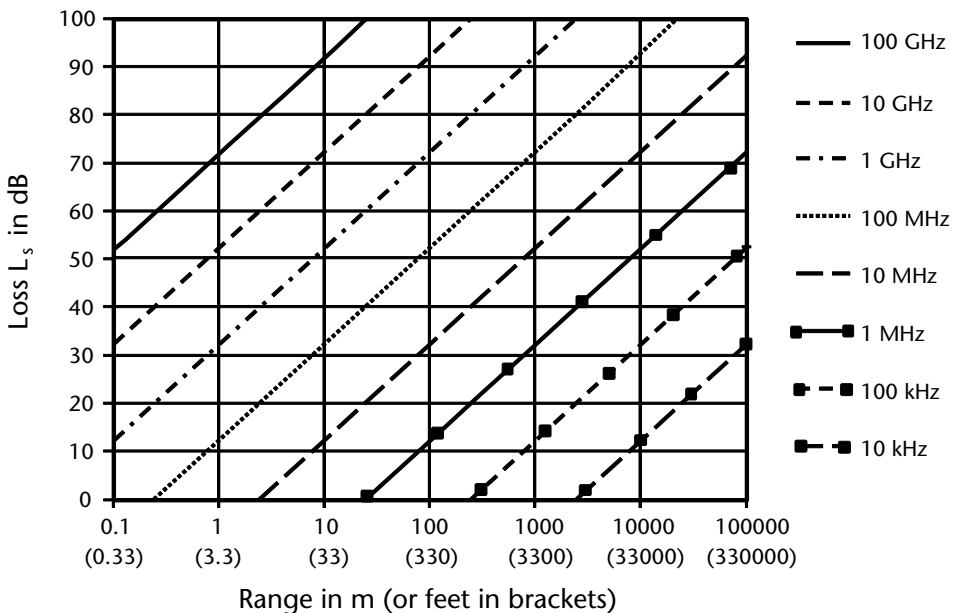 100
90
80
70
60
50
40
30
20
10
0
Loss Ls in dB
0.1 1 10 100 1000 10000 100000
(0.33) (3.3) (33) (330) (3300) (33000) (330000)
Range in m (or feet in brackets)
100 GHz
10 GHz
1 GHz
100 MHz
10 MHz
1 MHz
100 kHz
10 kHz